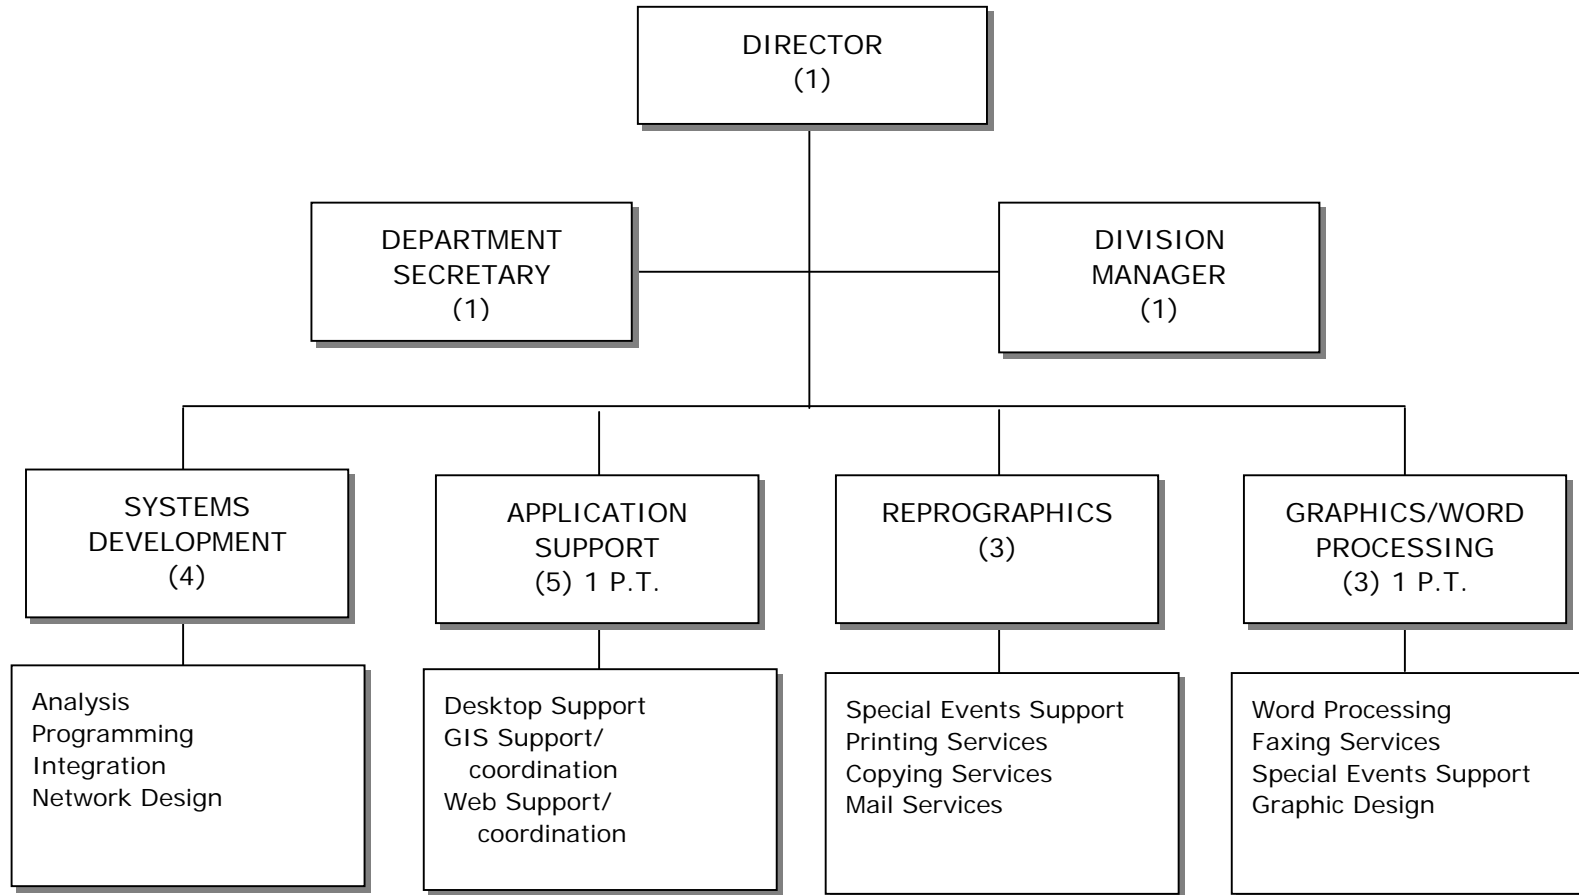 DIRECTOR
(1)
DEPARTMENT
SECRETARY
(1)
DIVISION
MANAGER
(1)
SYSTEMS
DEVELOPMENT
(4)
APPLICATION
SUPPORT
(5) 1 P.T.
REPROGRAPHICS
(3)
GRAPHICS/WORD
PROCESSING
(3) 1 P.T.
Analysis
Programming
Integration
Network Design
Desktop Support
GIS Support/
coordination
Web Support/
coordination
Special Events Support
Printing Services
Copying Services
Mail Services
Word Processing
Faxing Services
Special Events Support
Graphic Design